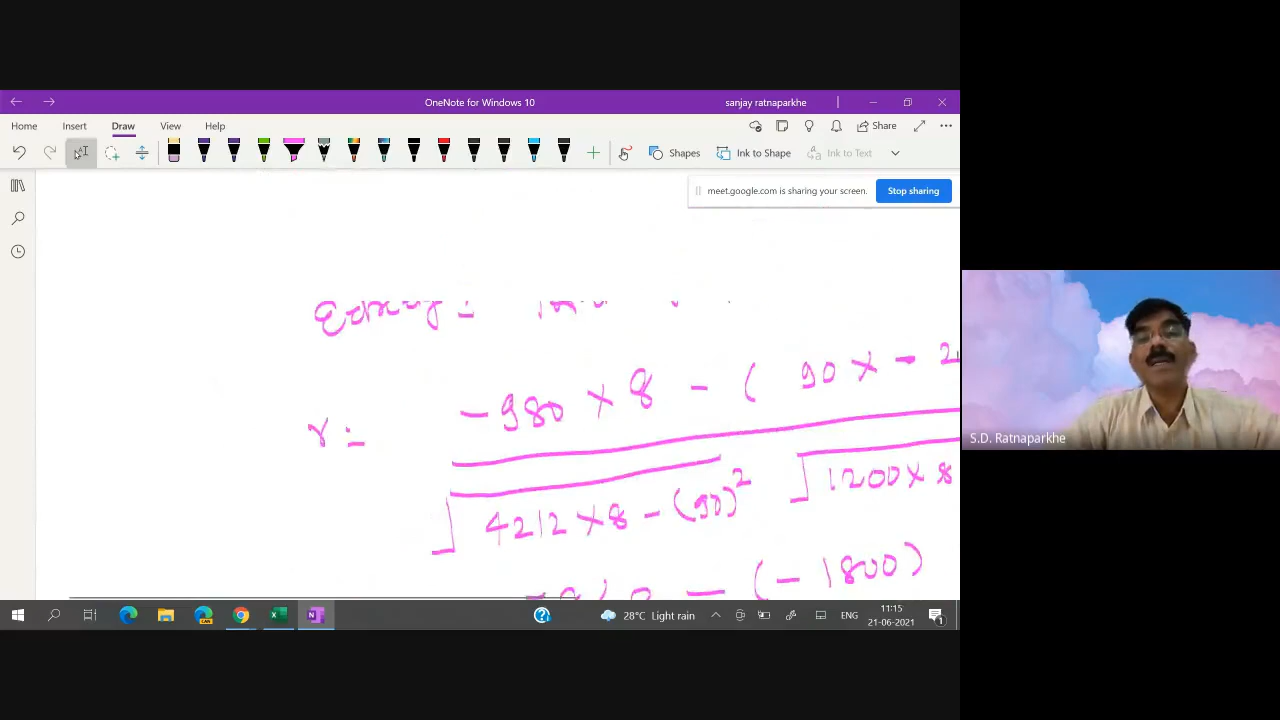 OneNote for Windows 10
sanjay ratnaparkhe
Home Insert Draw View Help
Share
Shapes
Ink to Shape
Ink to Text
meet.google.com is sharing your screen.
Stop sharing
r = - 980 × 8 - ( 90 × - 2
√4212 × 8 - (90)² √1200 × 8
- (- 1800)
S.D. Ratnaparkhe
28°C Light rain
ENG
11:15
21-06-2021
1